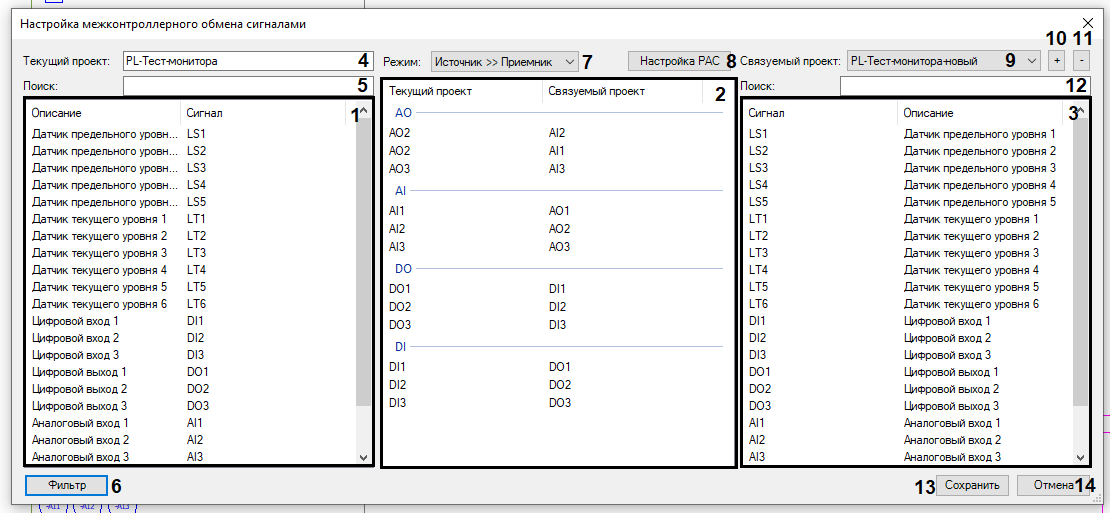 Настройка межконтроллерного обмена сигналами
10 11
Текущий проект: PL-Тест-монитора 4 Режим: Источник >> Приемник 7 Настройка PAC 8 Связуемый проект: PL-Тест-монитора-новый 9 + -
Поиск: 5 Поиск: 12
Описание Сигнал 1
Датчик предельного уровн... LS1
Датчик предельного уровн... LS2
Датчик предельного уровн... LS3
Датчик предельного уровн... LS4
Датчик предельного уровн... LS5
Датчик текущего уровня 1 LT1
Датчик текущего уровня 2 LT2
Датчик текущего уровня 3 LT3
Датчик текущего уровня 4 LT4
Датчик текущего уровня 5 LT5
Датчик текущего уровня 6 LT6
Цифровой вход 1 DI1
Цифровой вход 2 DI2
Цифровой вход 3 DI3
Цифровой выход 1 DO1
Цифровой выход 2 DO2
Цифровой выход 3 DO3
Аналоговый вход 1 AI1
Аналоговый вход 2 AI2
Аналоговый вход 3 AI3
Текущий проект Связуемый проект 2
AO
AO2 AI2
AO2 AI1
AO3 AI3
AI
AI1 AO1
AI2 AO2
AI3 AO3
DO
DO1 DI1
DO2 DI2
DO3 DI3
DI
DI1 DO1
DI2 DO2
DI3 DO3
Сигнал Описание 3
LS1 Датчик предельного уровня 1
LS2 Датчик предельного уровня 2
LS3 Датчик предельного уровня 3
LS4 Датчик предельного уровня 4
LS5 Датчик предельного уровня 5
LT1 Датчик текущего уровня 1
LT2 Датчик текущего уровня 2
LT3 Датчик текущего уровня 3
LT4 Датчик текущего уровня 4
LT5 Датчик текущего уровня 5
LT6 Датчик текущего уровня 6
DI1 Цифровой вход 1
DI2 Цифровой вход 2
DI3 Цифровой вход 3
DO1 Цифровой выход 1
DO2 Цифровой выход 2
DO3 Цифровой выход 3
AI1 Аналоговый вход 1
AI2 Аналоговый вход 2
AI3 Аналоговый вход 3
Фильтр 6 13 Сохранить Отмена 14
-AI1 -AI2 -AI3